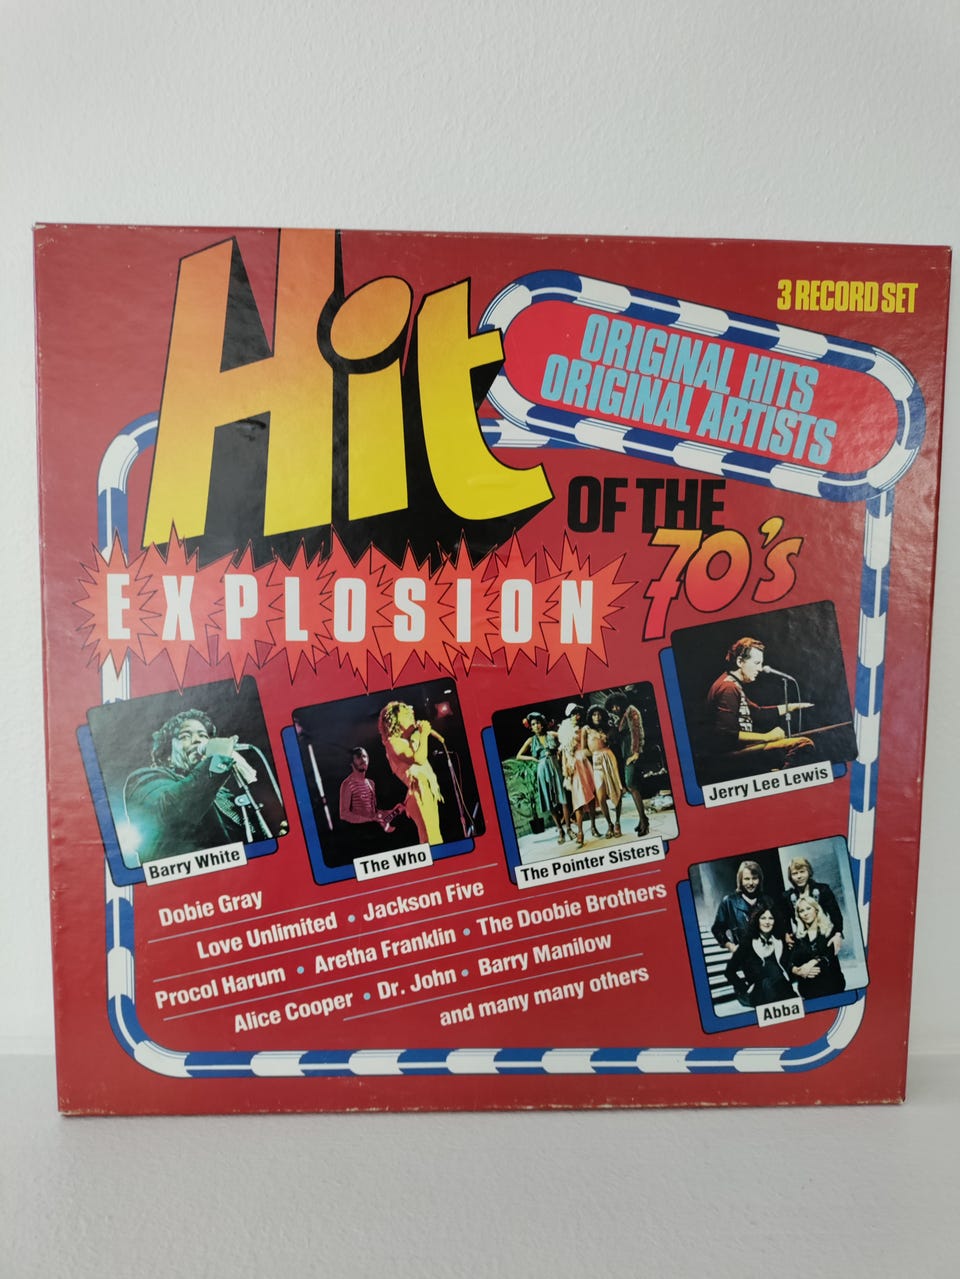 3 RECORD SET
Hit
ORIGINAL HITS
ORIGINAL ARTISTS
OF THE
70's
EXPLOSION
Jerry Lee Lewis
Barry White
The Who
The Pointer Sisters
Abba
Dobie Gray
Love Unlimited • Jackson Five
Procol Harum • Aretha Franklin • The Doobie Brothers
Alice Cooper • Dr. John • Barry Manilow
and many many others